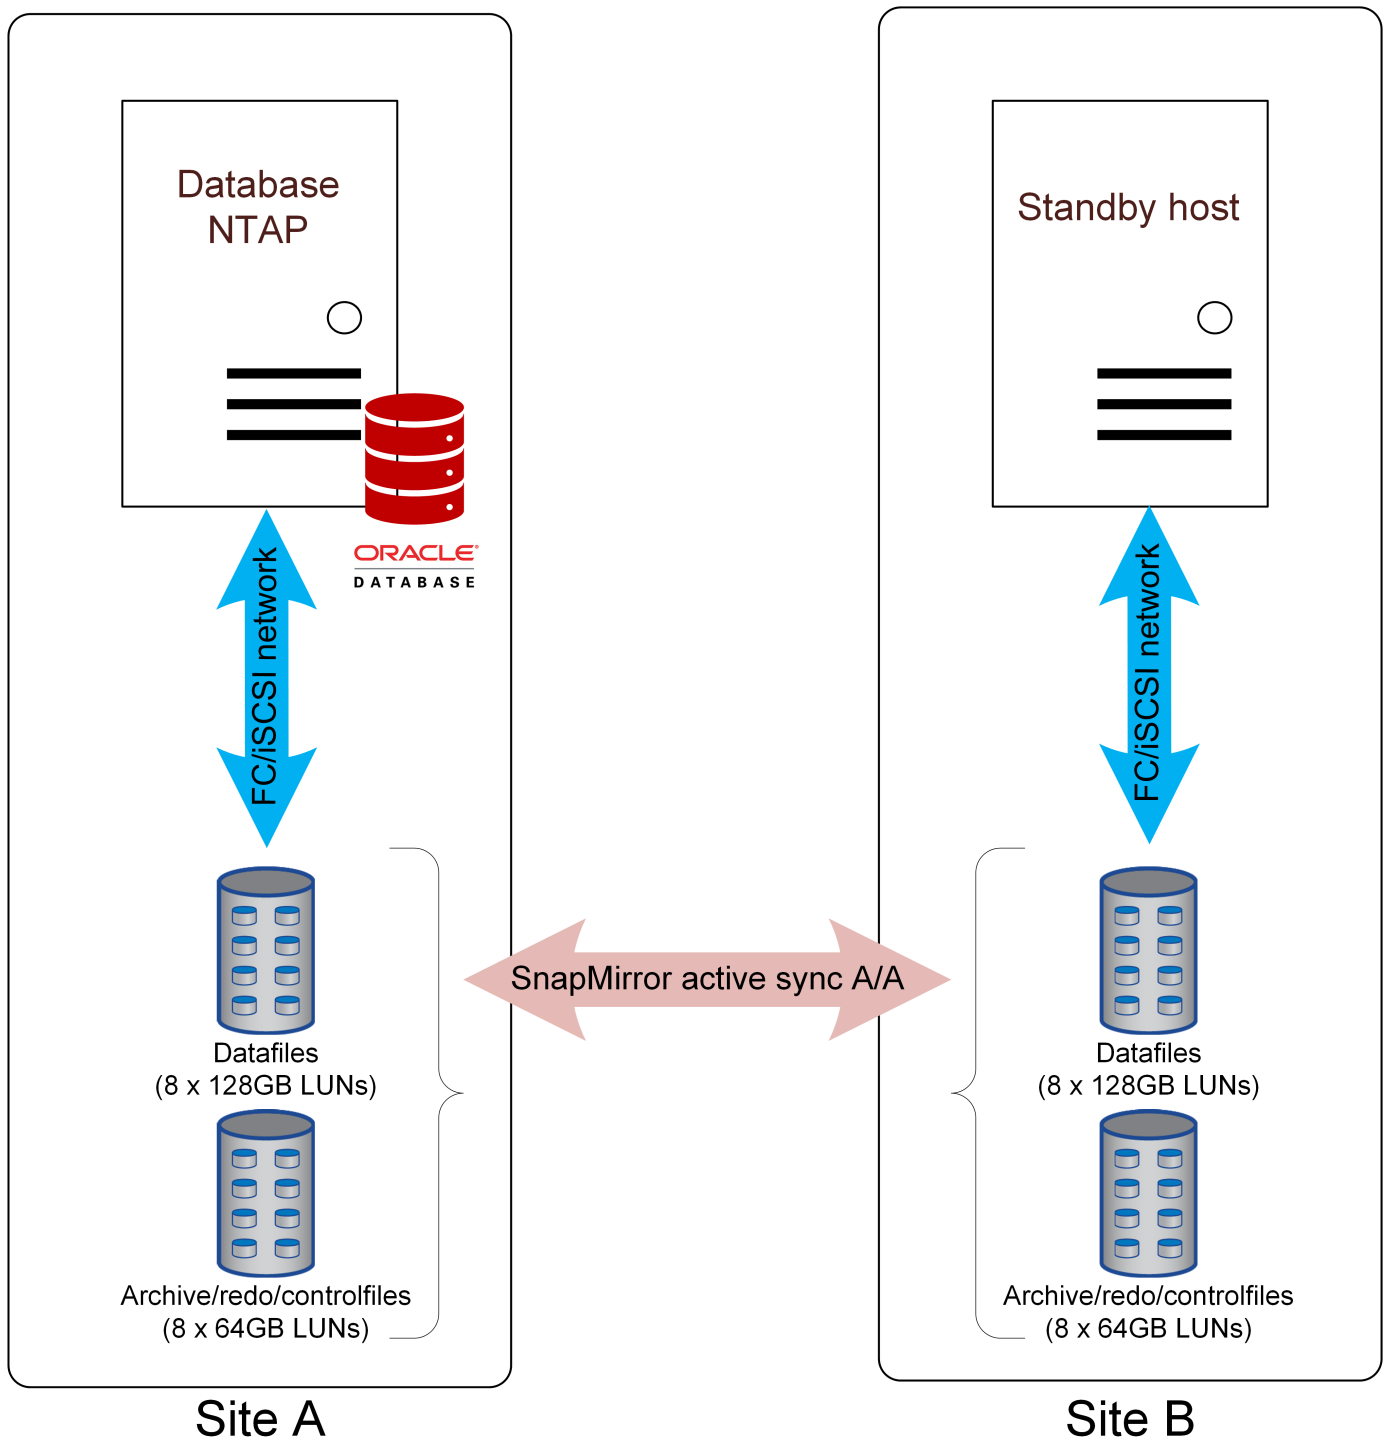 Database
NTAP
ORACLE®
DATABASE
FC/iSCSI network
Datafiles
(8 x 128GB LUNs)
Archive/redo/controlfiles
(8 x 64GB LUNs)
Site A
SnapMirror active sync A/A
Standby host
FC/iSCSI network
Datafiles
(8 x 128GB LUNs)
Archive/redo/controlfiles
(8 x 64GB LUNs)
Site B